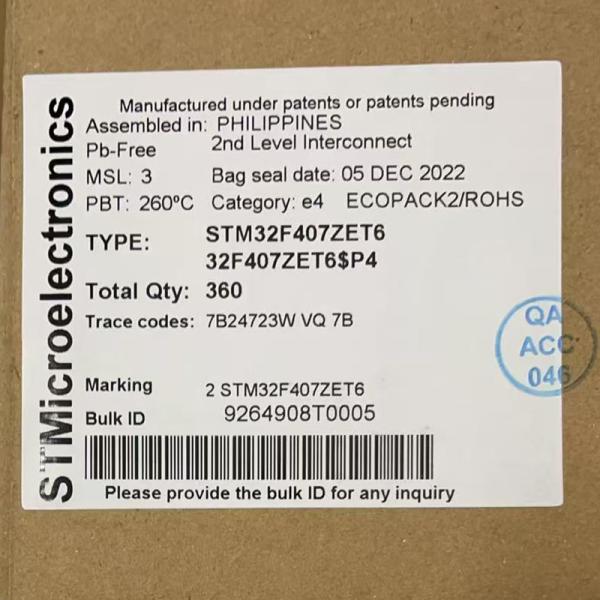 STMicroelectronics
Manufactured under patents or patents pending
Assembled in: PHILIPPINES
Pb-Free 2nd Level Interconnect
MSL: 3 Bag seal date: 05 DEC 2022
PBT: 260ºC Category: e4 ECOPACK2/ROHS
TYPE: STM32F407ZET6
32F407ZET6$P4
Total Qty: 360
Trace codes: 7B24723W VQ 7B
QA
ACC
046
Marking 2 STM32F407ZET6
Bulk ID 9264908T0005
Please provide the bulk ID for any inquiry